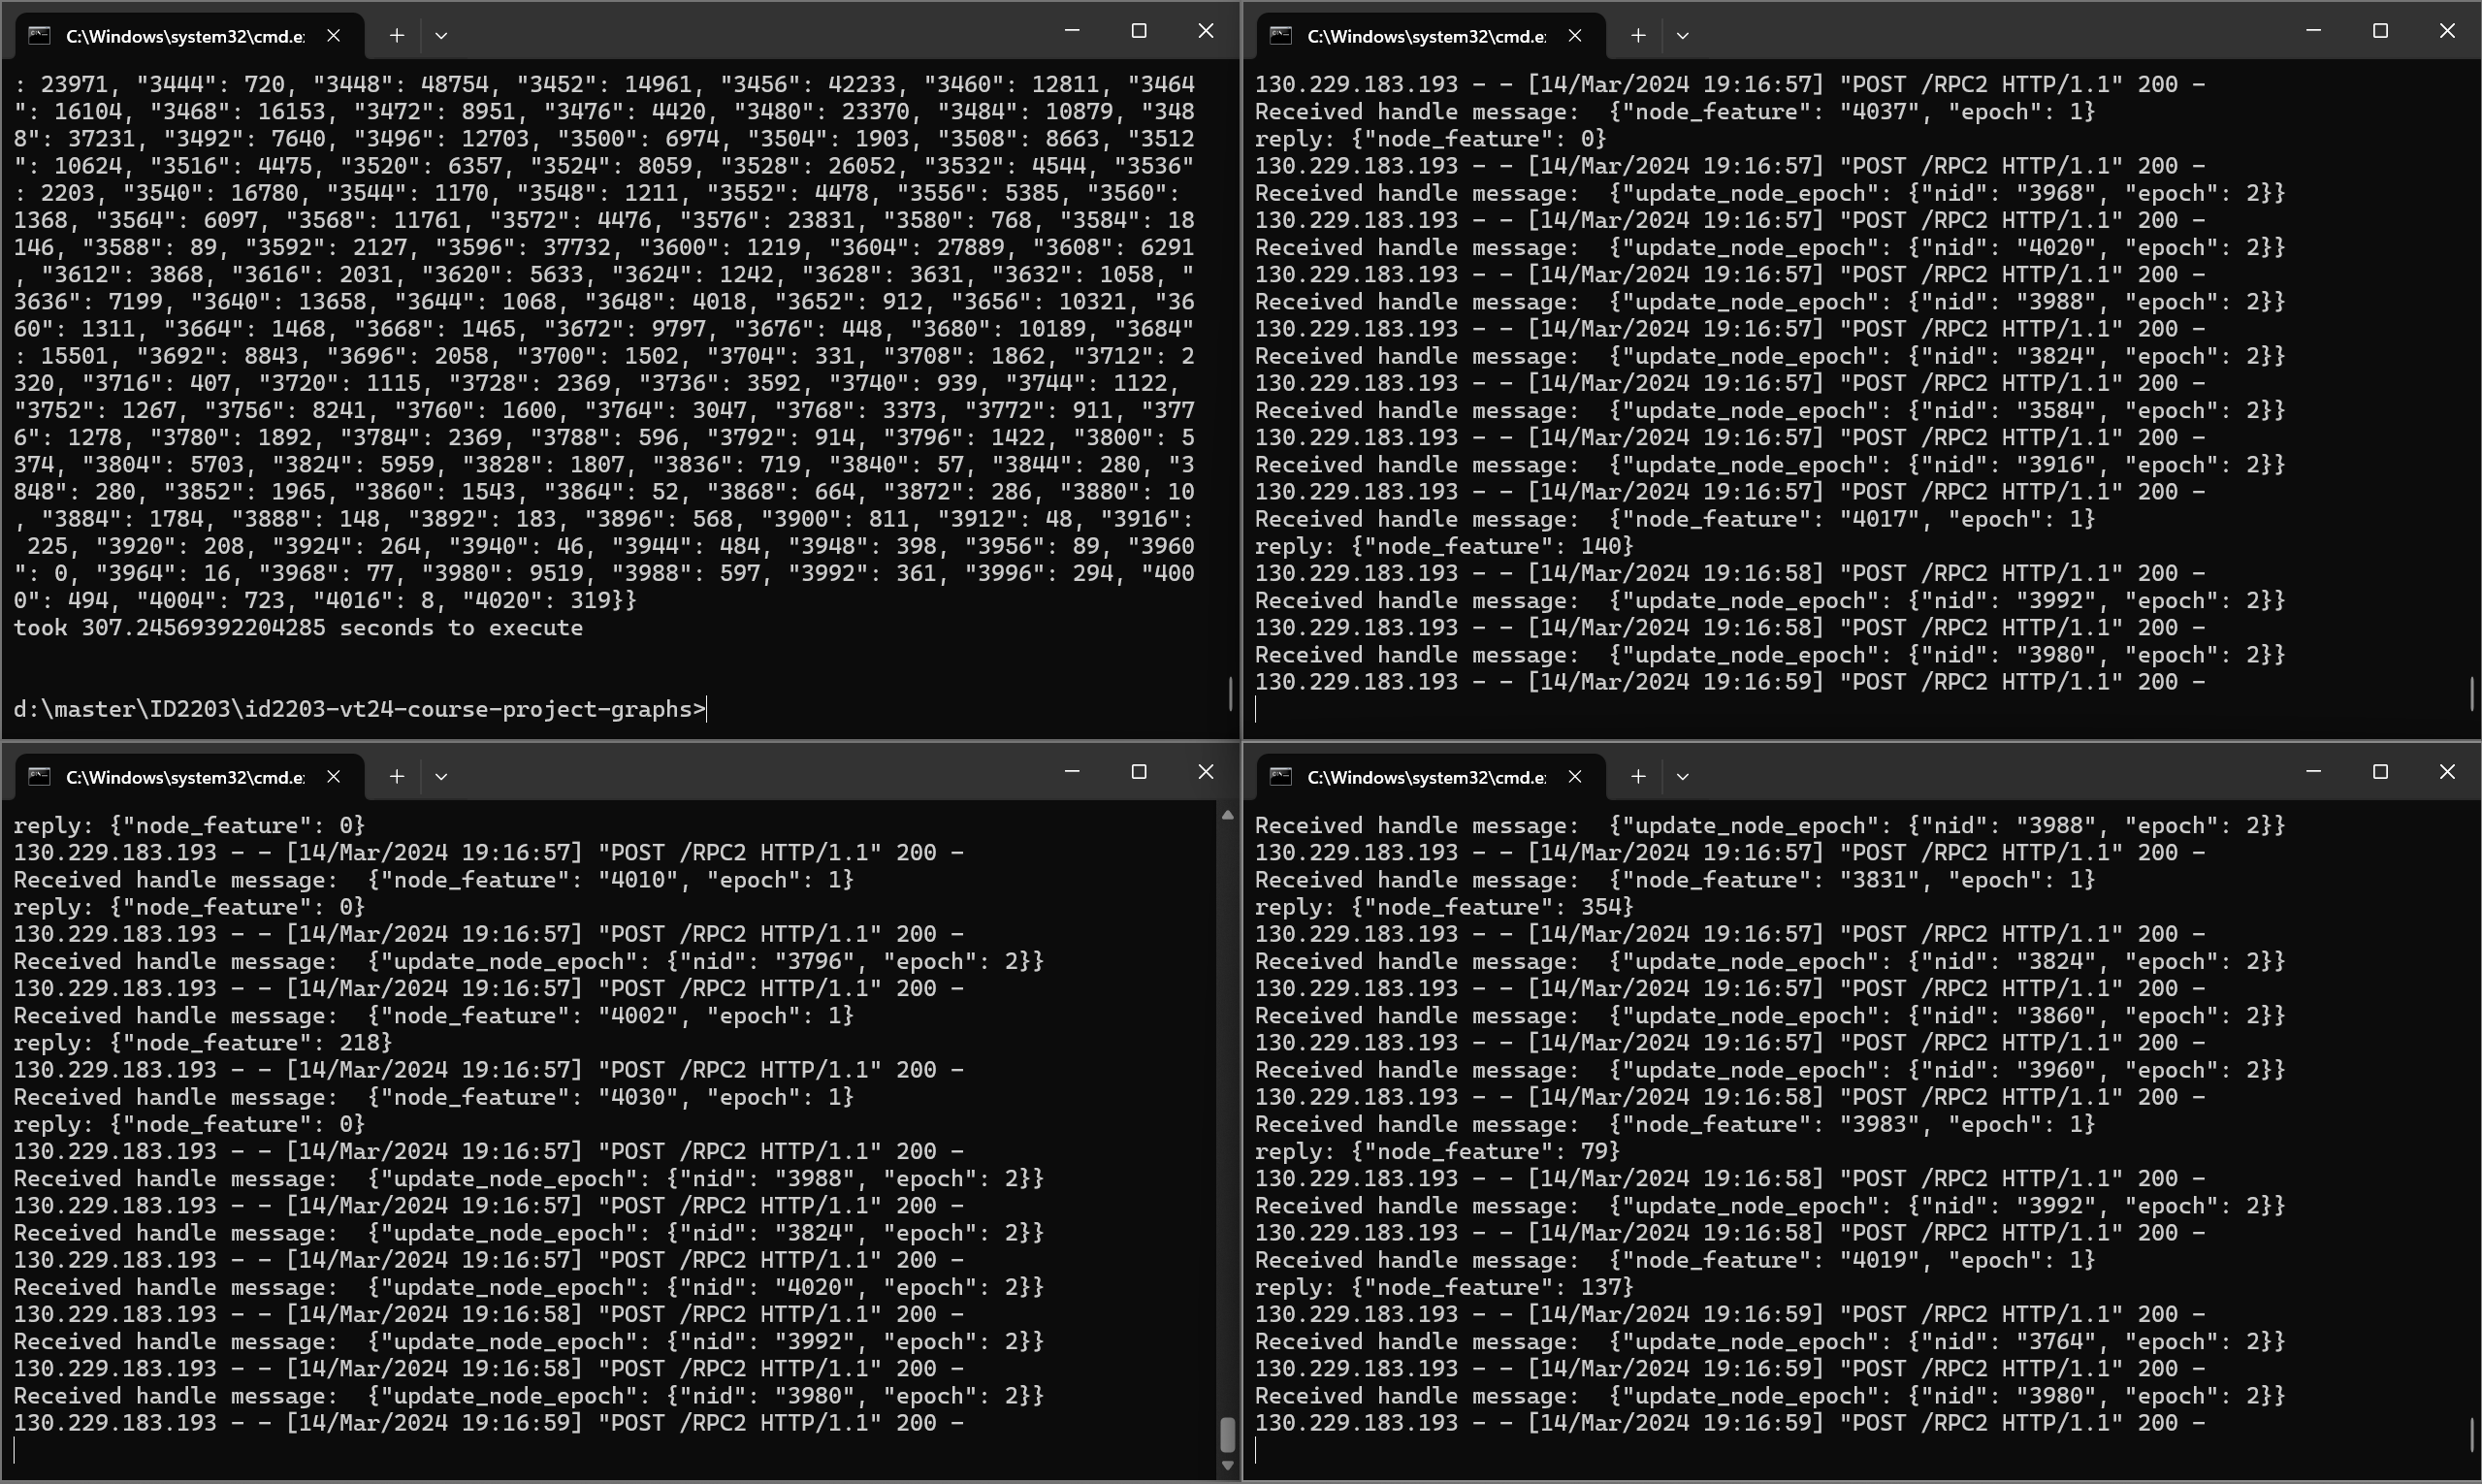 C:\Windows\system32\cmd.e
: 23971, "3444": 720, "3448": 48754, "3452": 14961, "3456": 42233, "3460": 12811, "3464
": 16104, "3468": 16153, "3472": 8951, "3476": 4420, "3480": 23370, "3484": 10879, "348
8": 37231, "3492": 7640, "3496": 12703, "3500": 6974, "3504": 1903, "3508": 8663, "3512
": 10624, "3516": 4475, "3520": 6357, "3524": 8059, "3528": 26052, "3532": 4544, "3536"
: 2203, "3540": 16780, "3544": 1170, "3548": 1211, "3552": 4478, "3556": 5385, "3560":
1368, "3564": 6097, "3568": 11761, "3572": 4476, "3576": 23831, "3580": 768, "3584": 18
146, "3588": 89, "3592": 2127, "3596": 37732, "3600": 1219, "3604": 27889, "3608": 6291
, "3612": 3868, "3616": 2031, "3620": 5633, "3624": 1242, "3628": 3631, "3632": 1058, "
3636": 7199, "3640": 13658, "3644": 1068, "3648": 4018, "3652": 912, "3656": 10321, "36
60": 1311, "3664": 1468, "3668": 1465, "3672": 9797, "3676": 448, "3680": 10189, "3684"
: 15501, "3692": 8843, "3696": 2058, "3700": 1502, "3704": 331, "3708": 1862, "3712": 2
320, "3716": 407, "3720": 1115, "3728": 2369, "3736": 3592, "3740": 939, "3744": 1122,
"3752": 1267, "3756": 8241, "3760": 1600, "3764": 3047, "3768": 3373, "3772": 911, "377
6": 1278, "3780": 1892, "3784": 2369, "3788": 596, "3792": 914, "3796": 1422, "3800": 5
374, "3804": 5703, "3824": 5959, "3828": 1807, "3836": 719, "3840": 57, "3844": 280, "3
848": 280, "3852": 1965, "3860": 1543, "3864": 52, "3868": 664, "3872": 286, "3880": 10
, "3884": 1784, "3888": 148, "3892": 183, "3896": 568, "3900": 811, "3912": 48, "3916":
225, "3920": 208, "3924": 264, "3940": 46, "3944": 484, "3948": 398, "3956": 89, "3960
": 0, "3964": 16, "3968": 77, "3980": 9519, "3988": 597, "3992": 361, "3996": 294, "400
0": 494, "4004": 723, "4016": 8, "4020": 319}}
took 307.24569392204285 seconds to execute
d:\master\ID2203\id2203-vt24-course-project-graphs>
C:\Windows\system32\cmd.e
130.229.183.193 - - [14/Mar/2024 19:16:57] "POST /RPC2 HTTP/1.1" 200 -
Received handle message:  {"node_feature": "4037", "epoch": 1}
reply: {"node_feature": 0}
130.229.183.193 - - [14/Mar/2024 19:16:57] "POST /RPC2 HTTP/1.1" 200 -
Received handle message:  {"update_node_epoch": {"nid": "3968", "epoch": 2}}
130.229.183.193 - - [14/Mar/2024 19:16:57] "POST /RPC2 HTTP/1.1" 200 -
Received handle message:  {"update_node_epoch": {"nid": "4020", "epoch": 2}}
130.229.183.193 - - [14/Mar/2024 19:16:57] "POST /RPC2 HTTP/1.1" 200 -
Received handle message:  {"update_node_epoch": {"nid": "3988", "epoch": 2}}
130.229.183.193 - - [14/Mar/2024 19:16:57] "POST /RPC2 HTTP/1.1" 200 -
Received handle message:  {"update_node_epoch": {"nid": "3824", "epoch": 2}}
130.229.183.193 - - [14/Mar/2024 19:16:57] "POST /RPC2 HTTP/1.1" 200 -
Received handle message:  {"update_node_epoch": {"nid": "3584", "epoch": 2}}
130.229.183.193 - - [14/Mar/2024 19:16:57] "POST /RPC2 HTTP/1.1" 200 -
Received handle message:  {"update_node_epoch": {"nid": "3916", "epoch": 2}}
130.229.183.193 - - [14/Mar/2024 19:16:57] "POST /RPC2 HTTP/1.1" 200 -
Received handle message:  {"node_feature": "4017", "epoch": 1}
reply: {"node_feature": 140}
130.229.183.193 - - [14/Mar/2024 19:16:58] "POST /RPC2 HTTP/1.1" 200 -
Received handle message:  {"update_node_epoch": {"nid": "3992", "epoch": 2}}
130.229.183.193 - - [14/Mar/2024 19:16:58] "POST /RPC2 HTTP/1.1" 200 -
Received handle message:  {"update_node_epoch": {"nid": "3980", "epoch": 2}}
130.229.183.193 - - [14/Mar/2024 19:16:59] "POST /RPC2 HTTP/1.1" 200 -
C:\Windows\system32\cmd.e
reply: {"node_feature": 0}
130.229.183.193 - - [14/Mar/2024 19:16:57] "POST /RPC2 HTTP/1.1" 200 -
Received handle message:  {"node_feature": "4010", "epoch": 1}
reply: {"node_feature": 0}
130.229.183.193 - - [14/Mar/2024 19:16:57] "POST /RPC2 HTTP/1.1" 200 -
Received handle message:  {"update_node_epoch": {"nid": "3796", "epoch": 2}}
130.229.183.193 - - [14/Mar/2024 19:16:57] "POST /RPC2 HTTP/1.1" 200 -
Received handle message:  {"node_feature": "4002", "epoch": 1}
reply: {"node_feature": 218}
130.229.183.193 - - [14/Mar/2024 19:16:57] "POST /RPC2 HTTP/1.1" 200 -
Received handle message:  {"node_feature": "4030", "epoch": 1}
reply: {"node_feature": 0}
130.229.183.193 - - [14/Mar/2024 19:16:57] "POST /RPC2 HTTP/1.1" 200 -
Received handle message:  {"update_node_epoch": {"nid": "3988", "epoch": 2}}
130.229.183.193 - - [14/Mar/2024 19:16:57] "POST /RPC2 HTTP/1.1" 200 -
Received handle message:  {"update_node_epoch": {"nid": "3824", "epoch": 2}}
130.229.183.193 - - [14/Mar/2024 19:16:57] "POST /RPC2 HTTP/1.1" 200 -
Received handle message:  {"update_node_epoch": {"nid": "4020", "epoch": 2}}
130.229.183.193 - - [14/Mar/2024 19:16:58] "POST /RPC2 HTTP/1.1" 200 -
Received handle message:  {"update_node_epoch": {"nid": "3992", "epoch": 2}}
130.229.183.193 - - [14/Mar/2024 19:16:58] "POST /RPC2 HTTP/1.1" 200 -
Received handle message:  {"update_node_epoch": {"nid": "3980", "epoch": 2}}
130.229.183.193 - - [14/Mar/2024 19:16:59] "POST /RPC2 HTTP/1.1" 200 -
C:\Windows\system32\cmd.e
Received handle message:  {"update_node_epoch": {"nid": "3988", "epoch": 2}}
130.229.183.193 - - [14/Mar/2024 19:16:57] "POST /RPC2 HTTP/1.1" 200 -
Received handle message:  {"node_feature": "3831", "epoch": 1}
reply: {"node_feature": 354}
130.229.183.193 - - [14/Mar/2024 19:16:57] "POST /RPC2 HTTP/1.1" 200 -
Received handle message:  {"update_node_epoch": {"nid": "3824", "epoch": 2}}
130.229.183.193 - - [14/Mar/2024 19:16:57] "POST /RPC2 HTTP/1.1" 200 -
Received handle message:  {"update_node_epoch": {"nid": "3860", "epoch": 2}}
130.229.183.193 - - [14/Mar/2024 19:16:57] "POST /RPC2 HTTP/1.1" 200 -
Received handle message:  {"update_node_epoch": {"nid": "3960", "epoch": 2}}
130.229.183.193 - - [14/Mar/2024 19:16:58] "POST /RPC2 HTTP/1.1" 200 -
Received handle message:  {"node_feature": "3983", "epoch": 1}
reply: {"node_feature": 79}
130.229.183.193 - - [14/Mar/2024 19:16:58] "POST /RPC2 HTTP/1.1" 200 -
Received handle message:  {"update_node_epoch": {"nid": "3992", "epoch": 2}}
130.229.183.193 - - [14/Mar/2024 19:16:58] "POST /RPC2 HTTP/1.1" 200 -
Received handle message:  {"node_feature": "4019", "epoch": 1}
reply: {"node_feature": 137}
130.229.183.193 - - [14/Mar/2024 19:16:59] "POST /RPC2 HTTP/1.1" 200 -
Received handle message:  {"update_node_epoch": {"nid": "3764", "epoch": 2}}
130.229.183.193 - - [14/Mar/2024 19:16:59] "POST /RPC2 HTTP/1.1" 200 -
Received handle message:  {"update_node_epoch": {"nid": "3980", "epoch": 2}}
130.229.183.193 - - [14/Mar/2024 19:16:59] "POST /RPC2 HTTP/1.1" 200 -